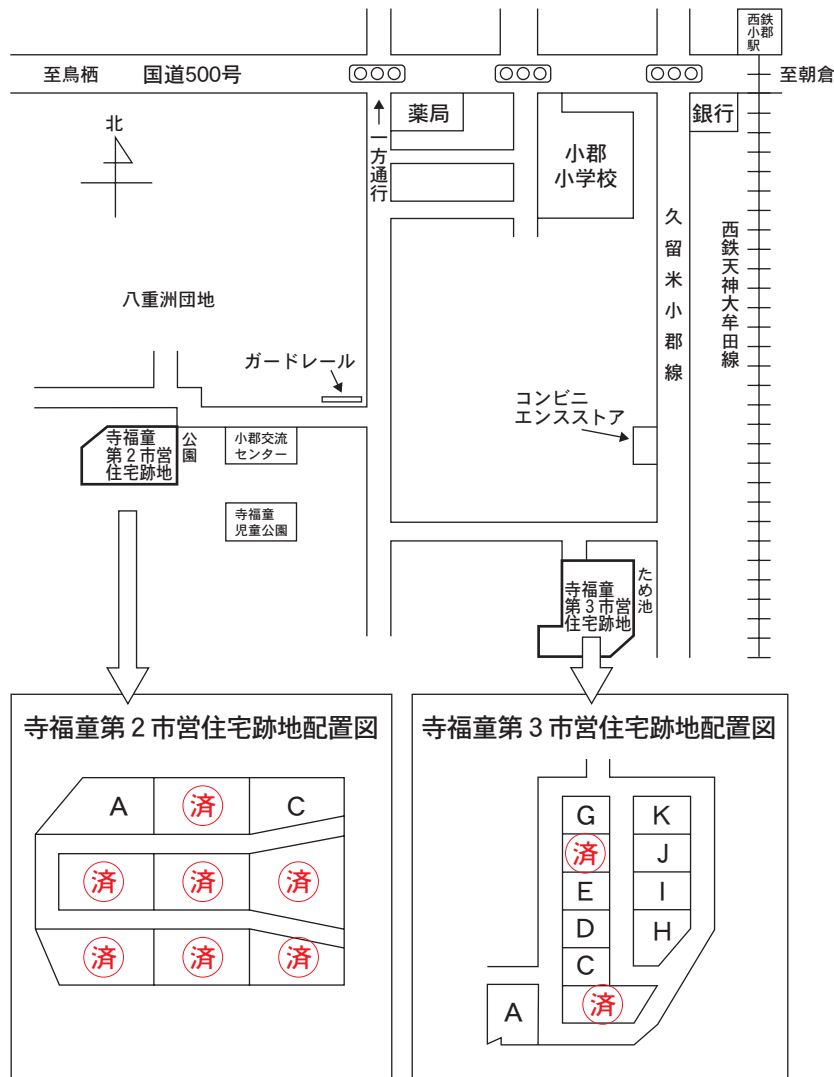 西鉄
小郡
駅
至鳥栖
国道500号
至朝倉
北
一方通行
薬局
小郡
小学校
銀行
久留米小郡線
西鉄天神大牟田線
八重洲団地
ガードレール
コンビニ
エンスストア
寺福童
第2市営
住宅跡地
公園
小郡交流
センター
寺福童
児童公園
寺福童
第3市営
住宅跡地
ため池
寺福童第2市営住宅跡地配置図
A 済 C
済 済 済
済 済 済
寺福童第3市営住宅跡地配置図
G K
済 J
E I
D H
C
済
A